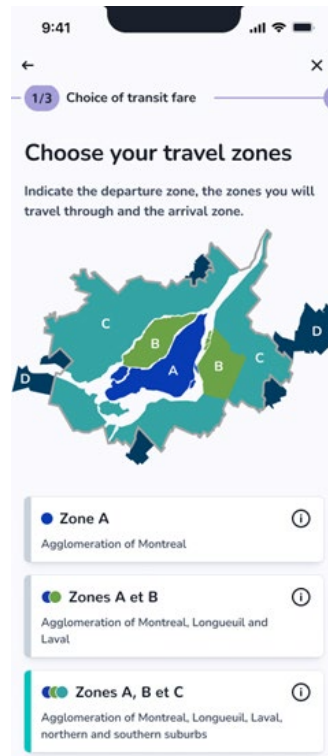 9:41
1/3 Choice of transit fare
Choose your travel zones
Indicate the departure zone, the zones you will
travel through and the arrival zone.
C
B
D
A
B
C
D
Zone A
Agglomeration of Montreal
Zones A et B
Agglomeration of Montreal, Longueuil and
Laval
Zones A, B et C
Agglomeration of Montreal, Longueuil, Laval,
northern and southern suburbs